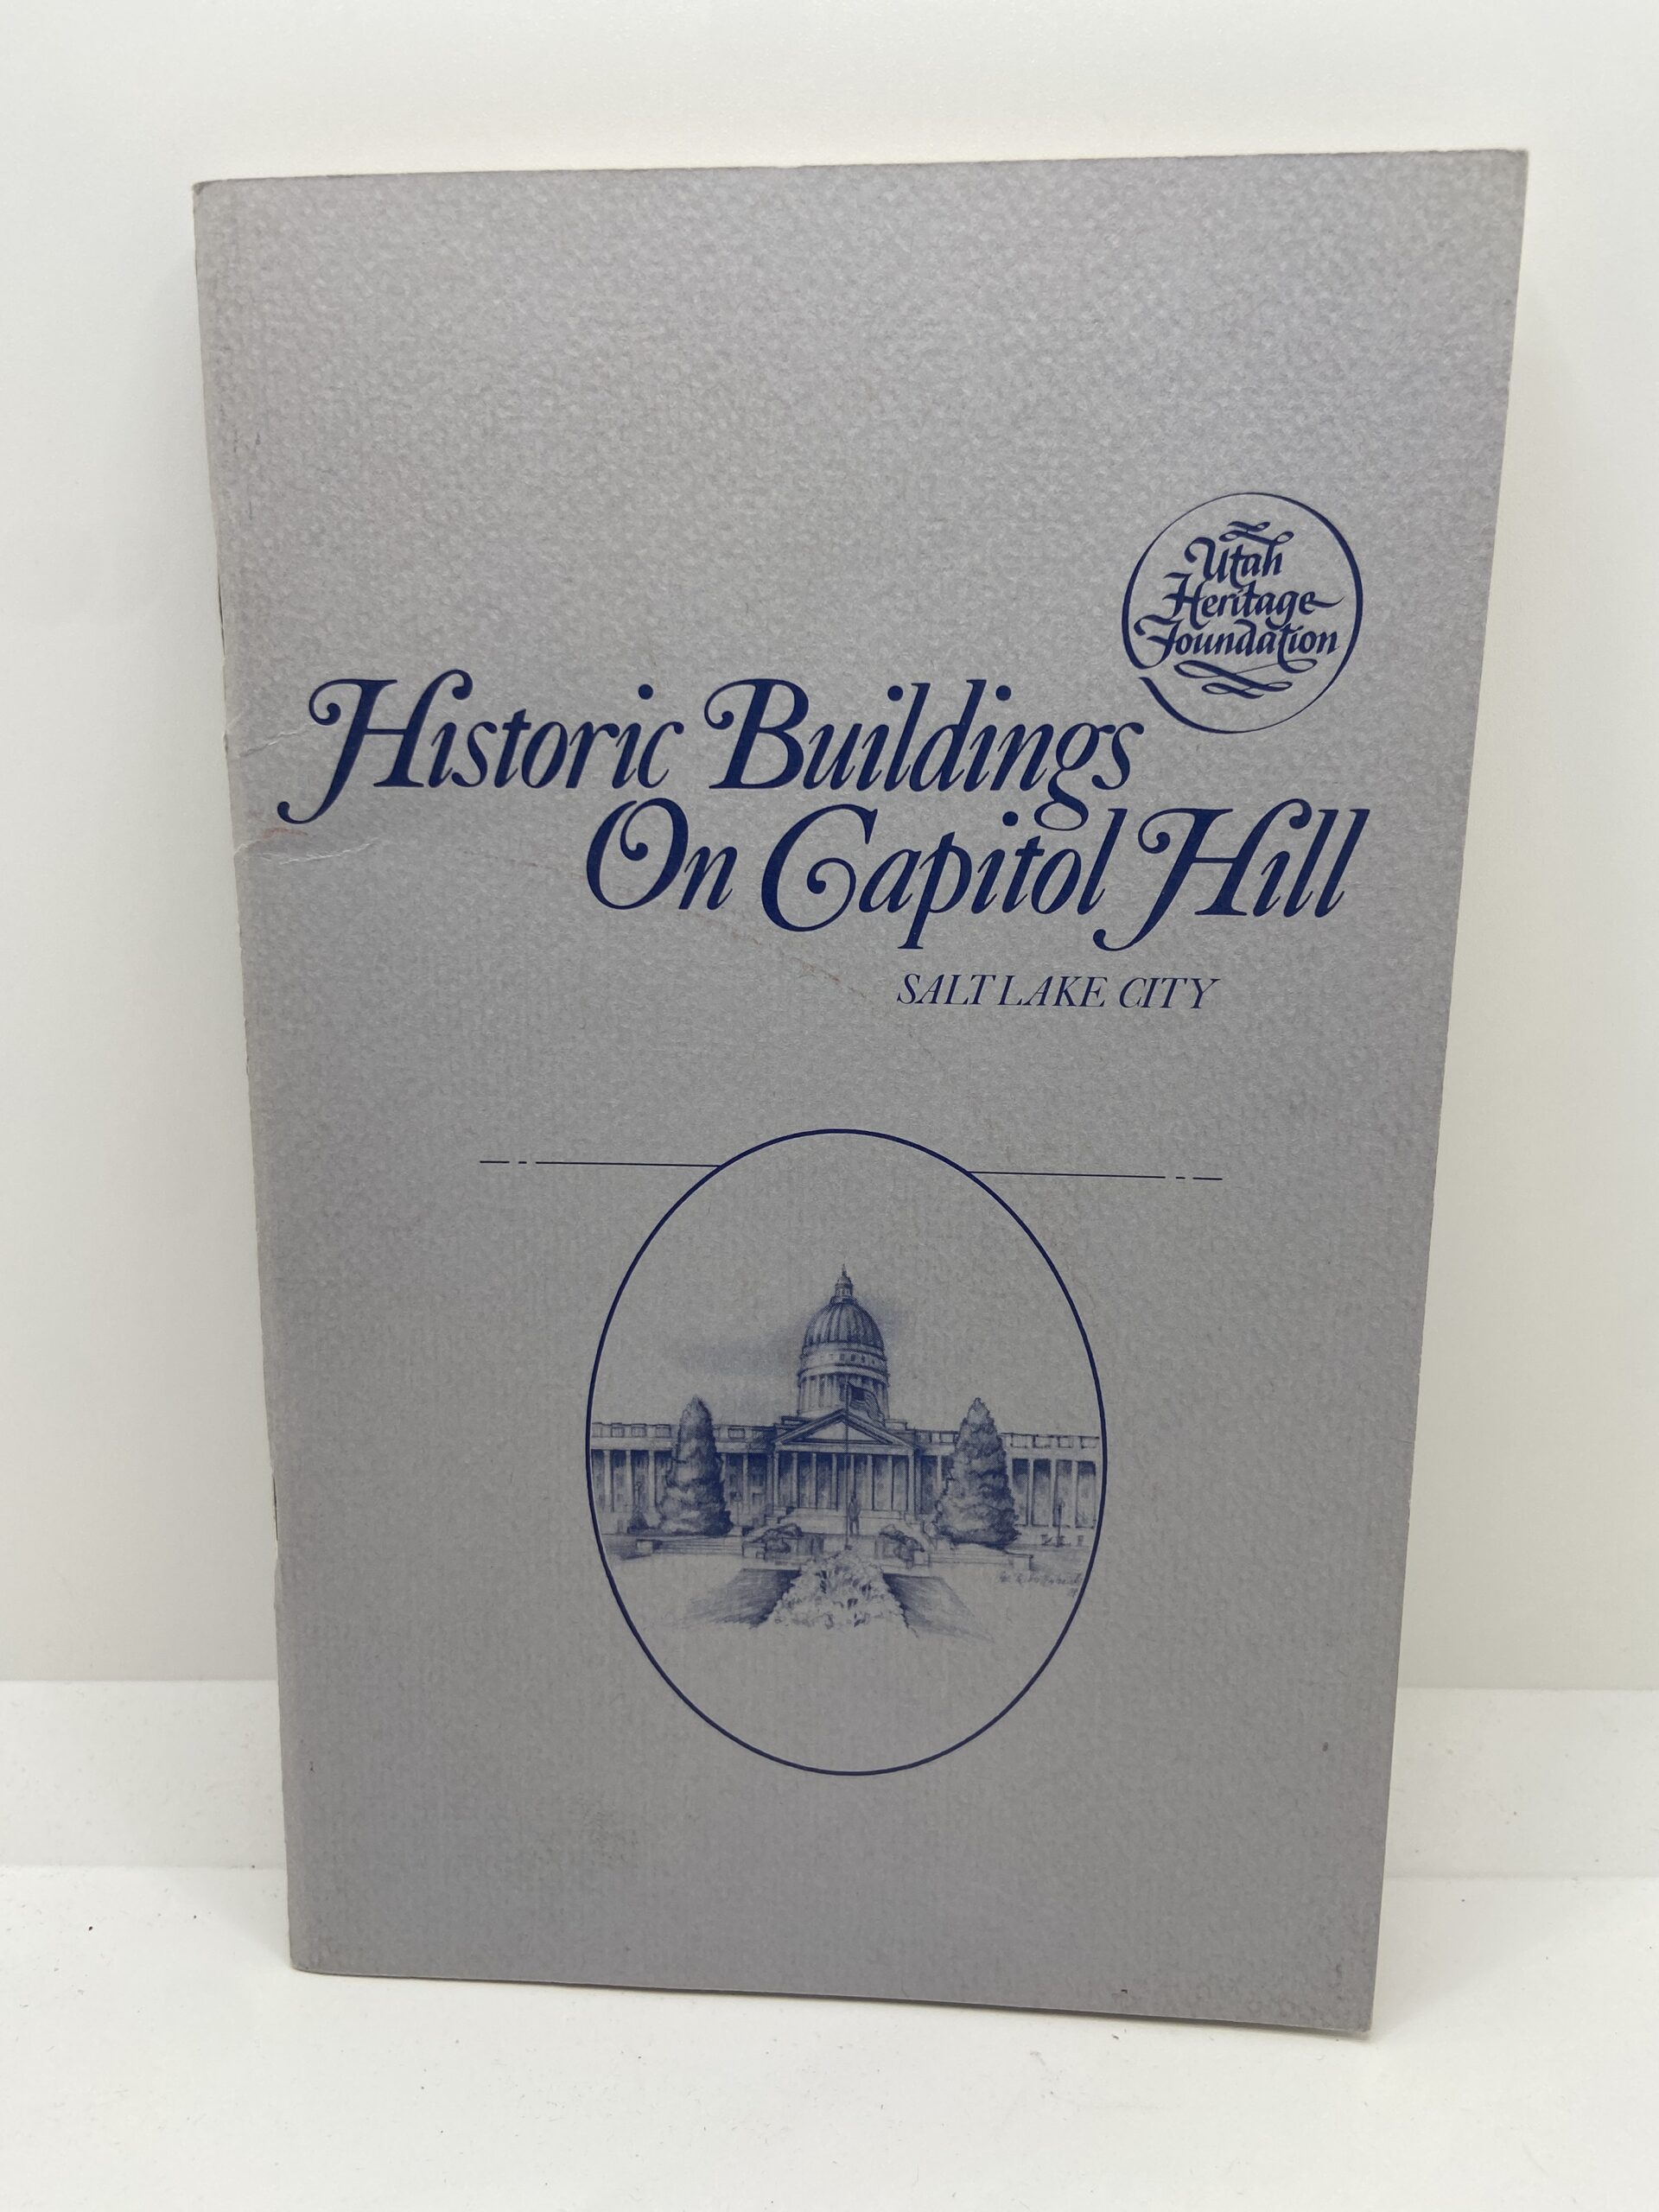 Utah
Heritage
Foundation
Historic Buildings
On Capitol Hill
SALT LAKE CITY